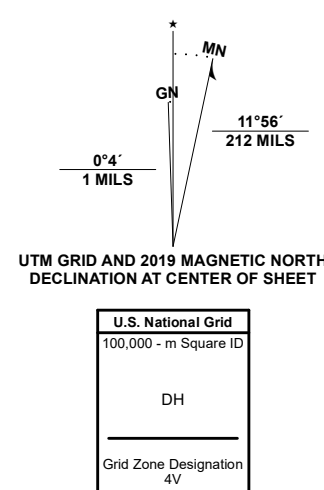 ★
MN
GN
11°56´
212 MILS
0°4´
1 MILS
UTM GRID AND 2019 MAGNETIC NORTH
DECLINATION AT CENTER OF SHEET
U.S. National Grid
100,000 - m Square ID
DH
Grid Zone Designation
4V